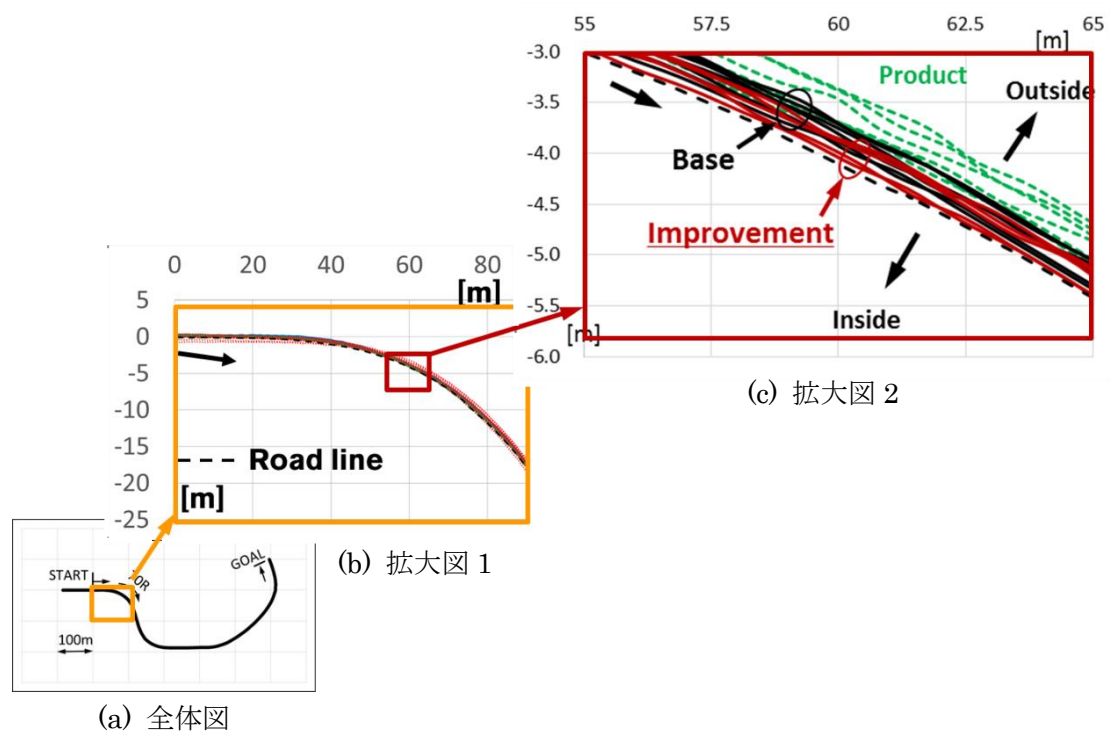 55 57.5 60 62.5 65
[m]
-3.0
-3.5
-4.0
-4.5
-5.0
-5.5
-6.0
[m]
Product
Outside
Base
Improvement
Inside
(c) 拡大図 2
0 20 40 60 80
[m]
5
0
-5
-10
-15
-20
-25
Road line
[m]
(b) 拡大図 1
START
GOAL
100m
(a) 全体図